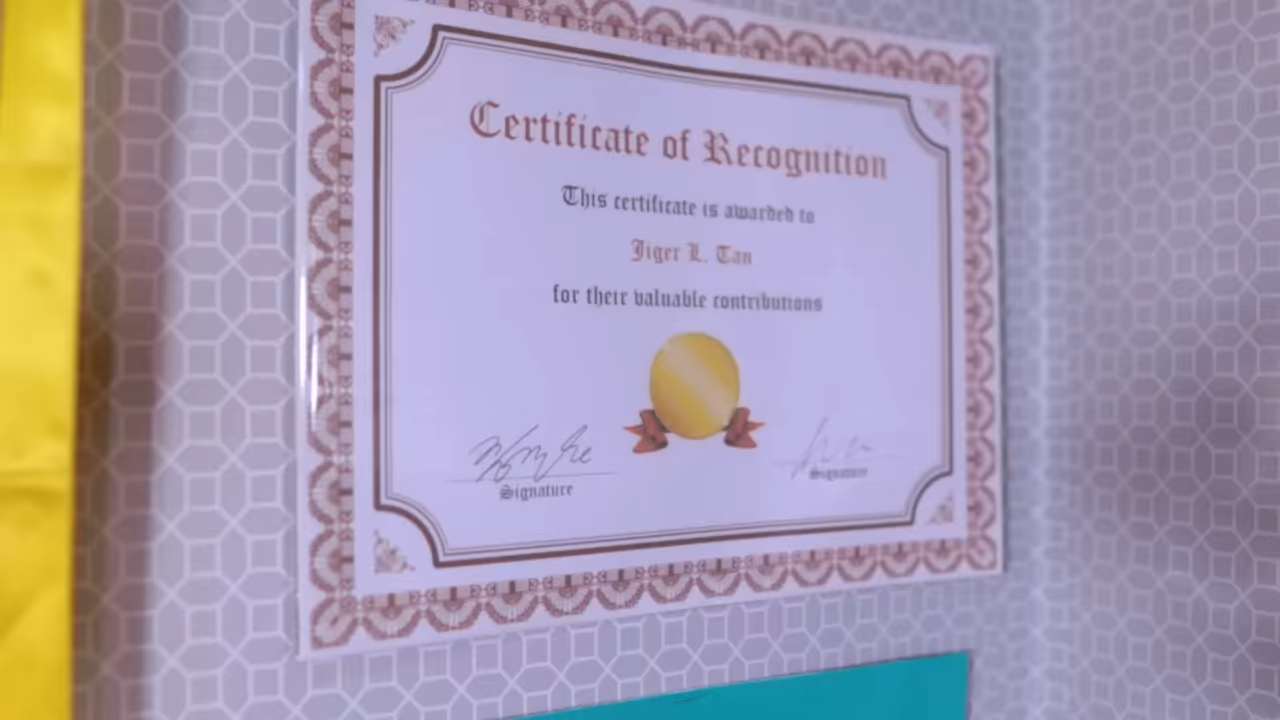 Certificate of Recognition
This certificate is awarded to
Jiger L. Tan
for their valuable contributions
Signature
Signature